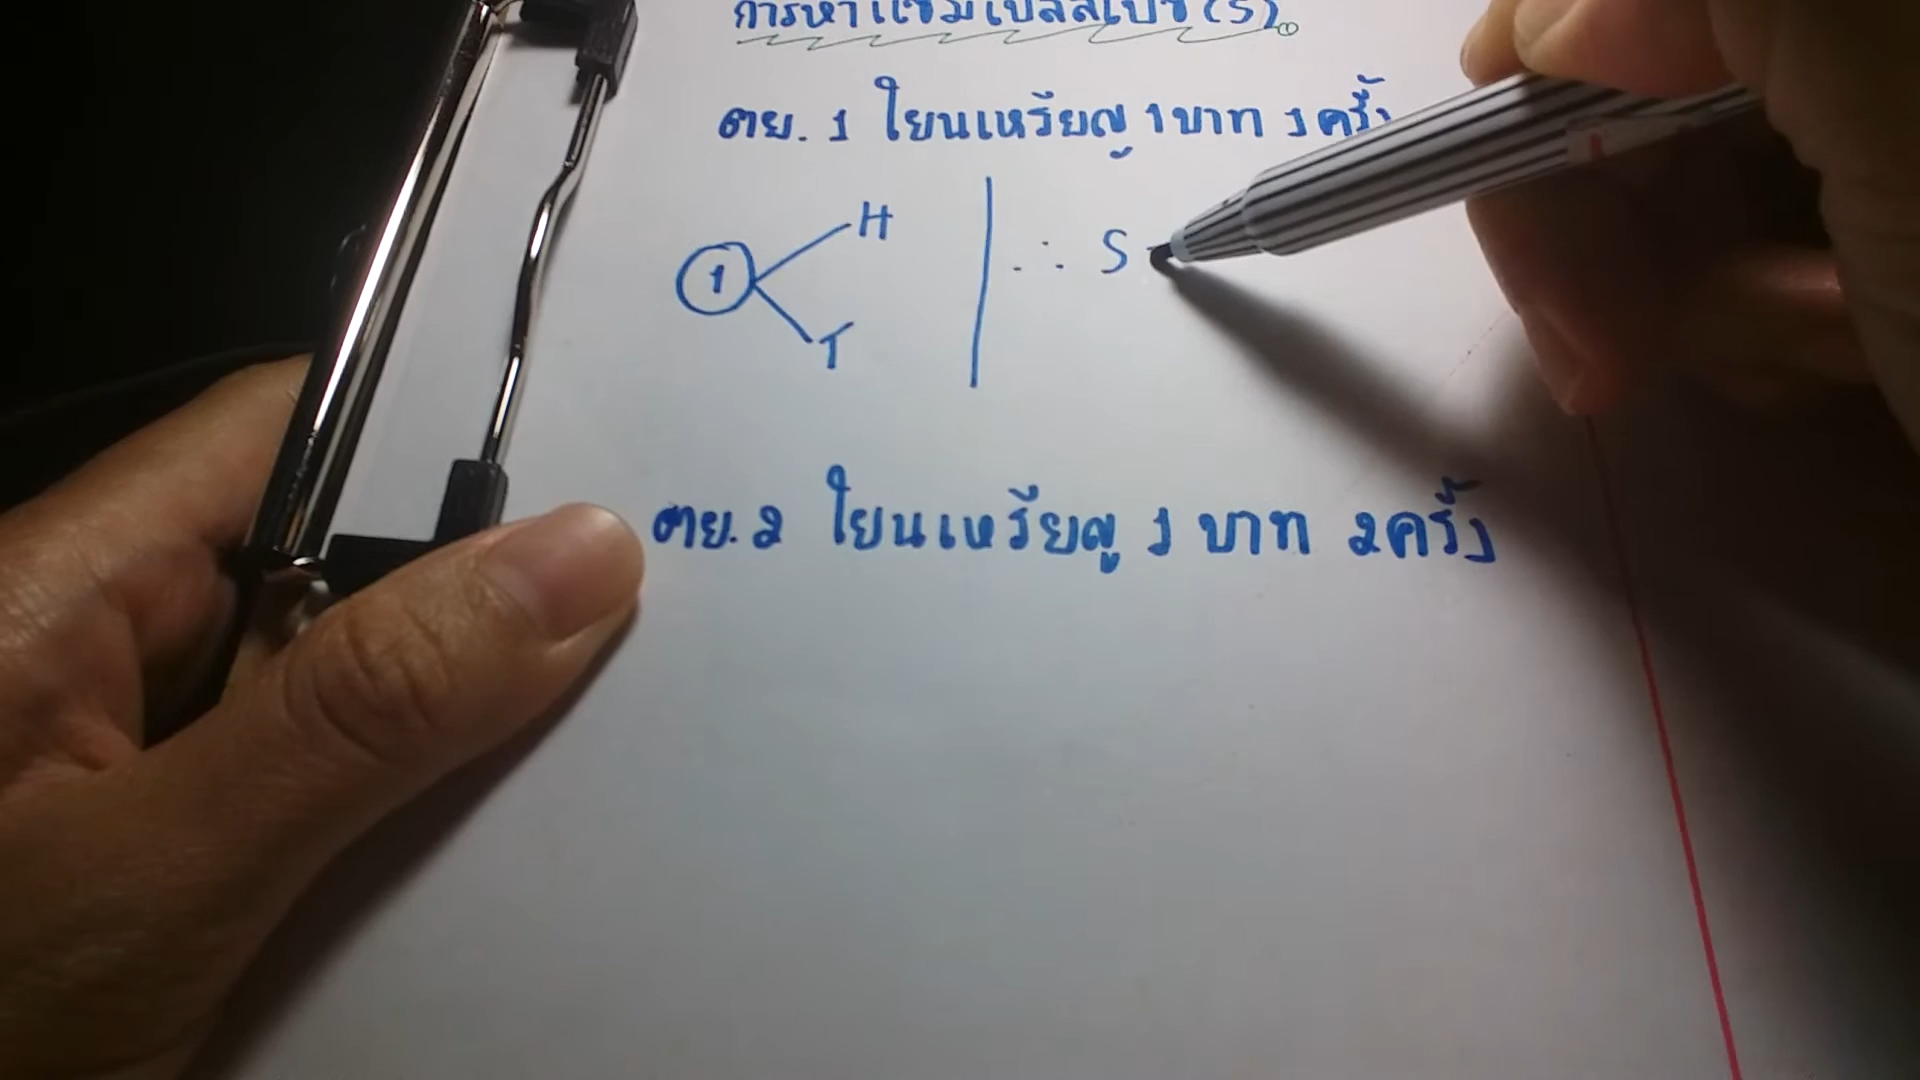 การหาแซมเปิลสเปซ (S)
ตย. 1 โยนเหรียญ 1 บาท 1 ครั้ง
1 H T
∴ S
ตย. 2 โยนเหรียญ 1 บาท 2 ครั้ง